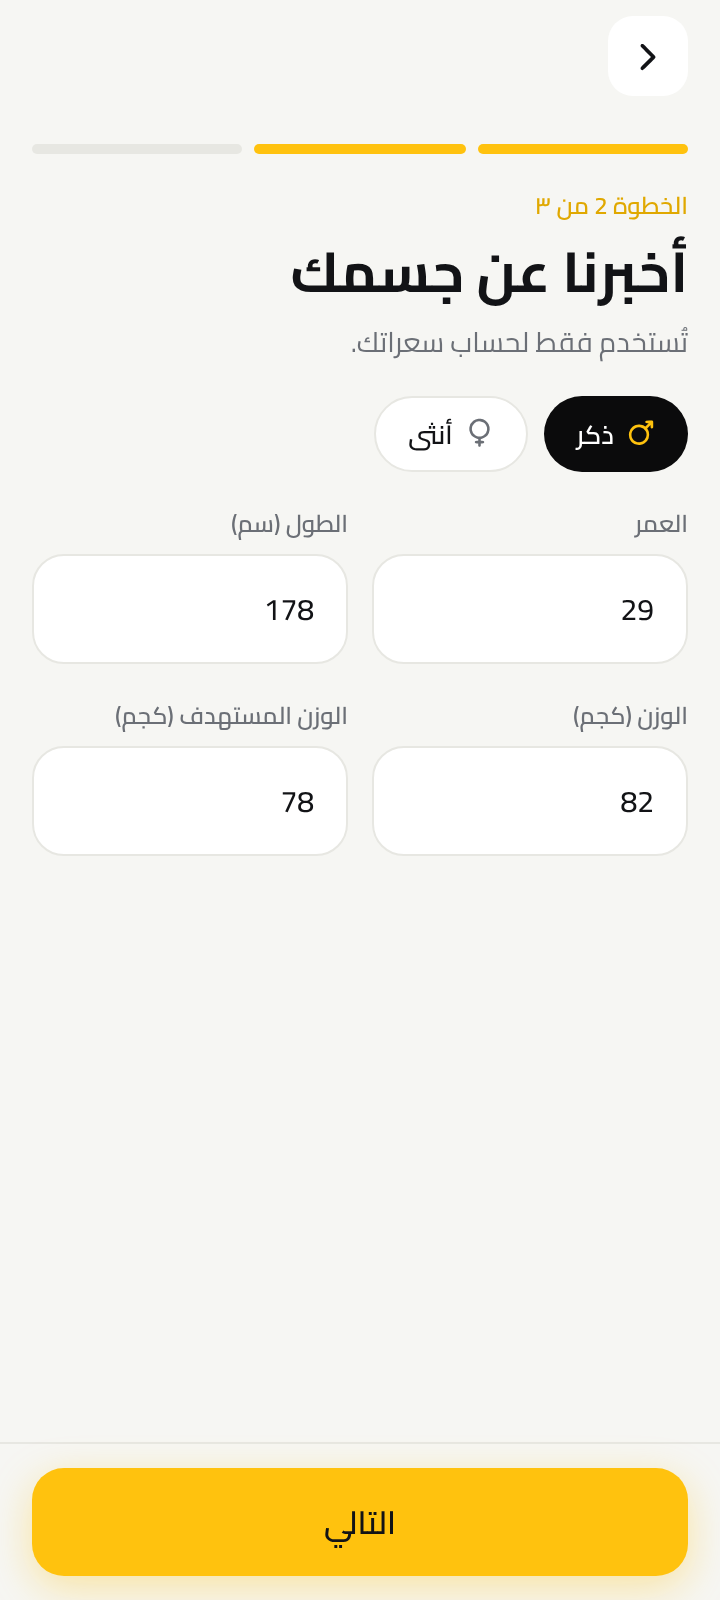 الخطوة 2 من ٣
أخبرنا عن جسمك
تُستخدم فقط لحساب سعراتك.
ذكر
أنثى
العمر
الطول (سم)
29
178
الوزن (كجم)
الوزن المستهدف (كجم)
82
78
التالي